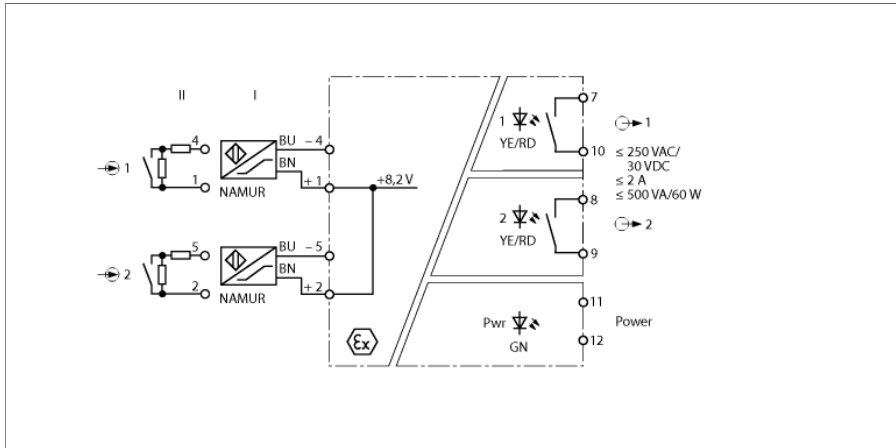 II I
1
4
1
BU – 4
BN
+ 1
NAMUR
+8,2 V
2
5
2
BU – 5
BN
+ 2
NAMUR
Ex
1
YE/RD
7
10
1
≤ 250 VAC/
30 VDC
≤ 2 A
≤ 500 VA/60 W
2
YE/RD
8
9
2
Pwr
GN
11
12
Power